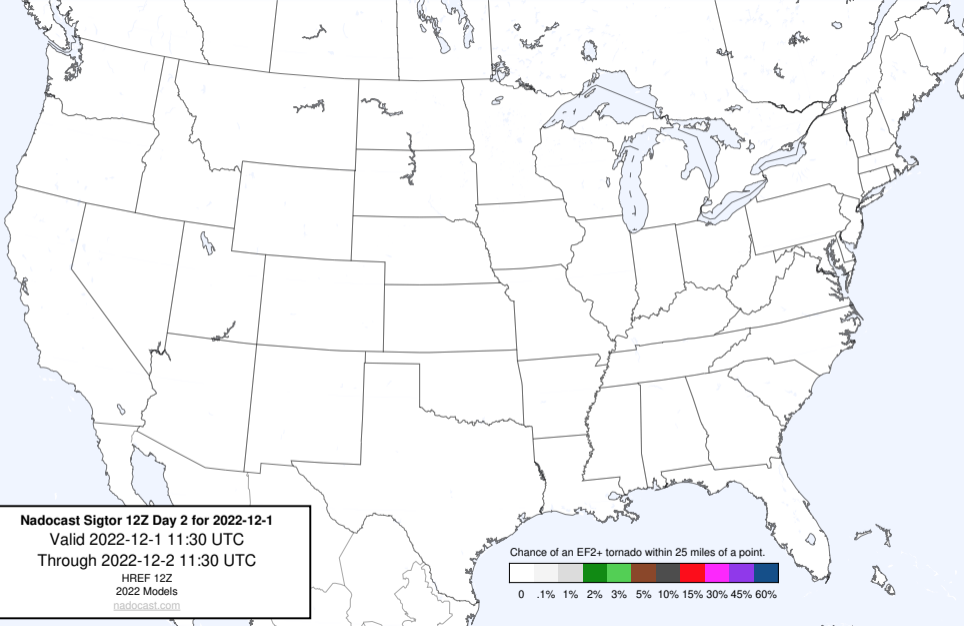 Nadocast Sigtor 12Z Day 2 for 2022-12-1
Valid 2022-12-1 11:30 UTC
Through 2022-12-2 11:30 UTC
HREF 12Z
2022 Models
nadocast.com
Chance of an EF2+ tornado within 25 miles of a point.
0 .1% 1% 2% 3% 5% 10% 15% 30% 45% 60%